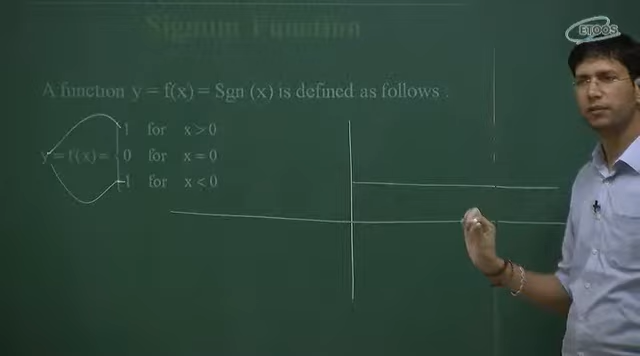 Signum Function
ETOOS
A function y = f(x) = Sgn (x) is defined as follows .
1 for x > 0
y = f(x) = 0 for x = 0
-1 for x < 0